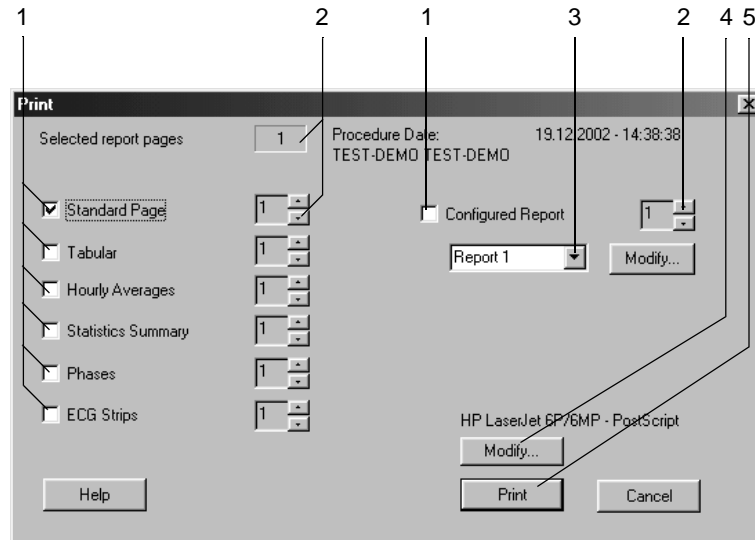 1 2 1 3 2 4 5
Print
Selected report pages 1 Procedure Date: 19.12.2002 - 14:38:38
TEST-DEMO TEST-DEMO
Standard Page 1 Configured Report 1
Tabular 1 Report 1 Modify...
Hourly Averages 1
Statistics Summary 1
Phases 1
ECG Strips 1 HP LaserJet 6P/6MP - PostScript
Modify...
Help Print Cancel